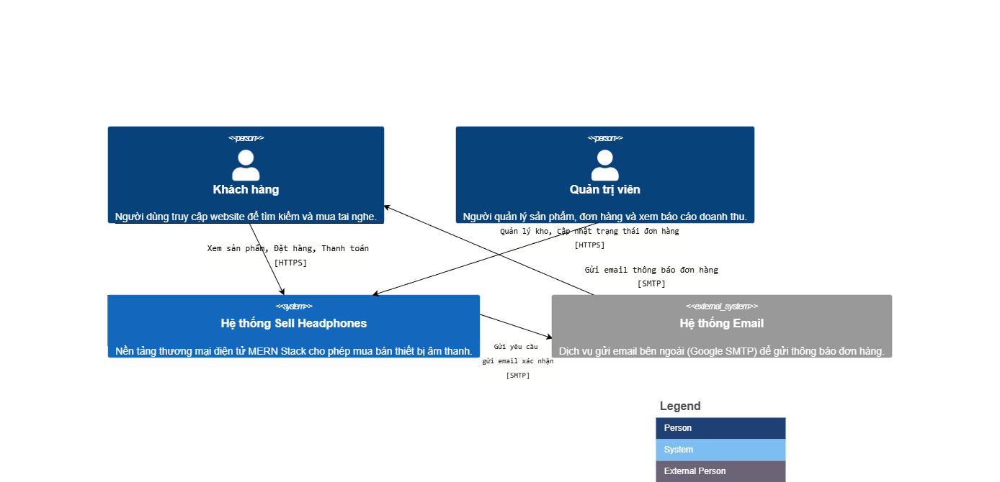 <<person>>
Khách hàng
Người dùng truy cập website để tìm kiếm và mua tai nghe.
<<person>>
Quản trị viên
Người quản lý sản phẩm, đơn hàng và xem báo cáo doanh thu.
Quản lý kho, Cập nhật trạng thái đơn hàng
[HTTPS]
Xem sản phẩm, Đặt hàng, Thanh toán
[HTTPS]
Gửi email thông báo đơn hàng
[SMTP]
<<system>>
Hệ thống Sell Headphones
Nền tảng thương mại điện tử MERN Stack cho phép mua bán thiết bị âm thanh.
Gửi yêu cầu
gửi email xác nhận
[SMTP]
<<external_system>>
Hệ thống Email
Dịch vụ gửi email bên ngoài (Google SMTP) để gửi thông báo đơn hàng.
Legend
Person
System
External Person